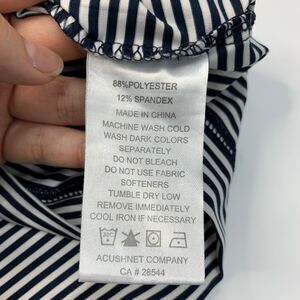 88% POLYESTER
12% SPANDEX
MADE IN CHINA
MACHINE WASH COLD
WASH DARK COLORS
SEPARATELY
DO NOT BLEACH
DO NOT USE FABRIC
SOFTENERS
TUMBLE DRY LOW
REMOVE IMMEDIATELY
COOL IRON IF NECESSARY
ACUSHNET COMPANY
CA # 28544